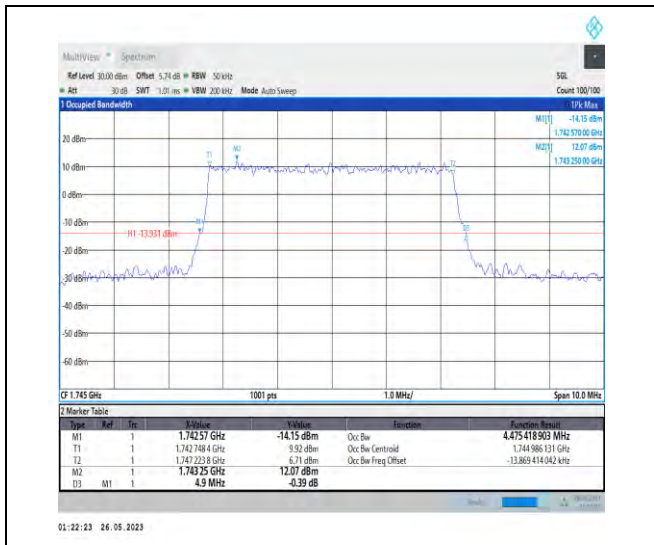 MultiView Spectrum
Ref Level 30.00 dBm Offset 5.74 dB RBW 50 kHz SGL
Att 30 dB SWT 1.01 ms VBW 200 kHz Mode Auto Sweep Count 100/100
1 Occupied Bandwidth 1Pk Max
M1[1] -14.15 dBm
1.742 570 00 GHz
M2[1] 12.07 dBm
1.743 250 00 GHz
20 dBm
T1 M2 T2
10 dBm
0 dBm
-10 dBm
M1 D3
H1 -13.931 dBm
-20 dBm
-30 dBm
-40 dBm
-50 dBm
-60 dBm
CF 1.745 GHz 1001 pts 1.0 MHz/ Span 10.0 MHz
2 Marker Table
Type Ref Trc X-Value Y-Value Function Function Result
M1 1 1.74257 GHz -14.15 dBm Occ Bw 4.475 418 903 MHz
T1 1 1.742 748 4 GHz 9.92 dBm Occ Bw Centroid 1.744 986 131 GHz
T2 1 1.747 223 8 GHz 6.71 dBm Occ Bw Freq Offset -13.869 414 042 kHz
M2 1 1.74325 GHz 12.07 dBm
D3 M1 1 4.9 MHz -0.39 dB
01:22:23 26.05.2023